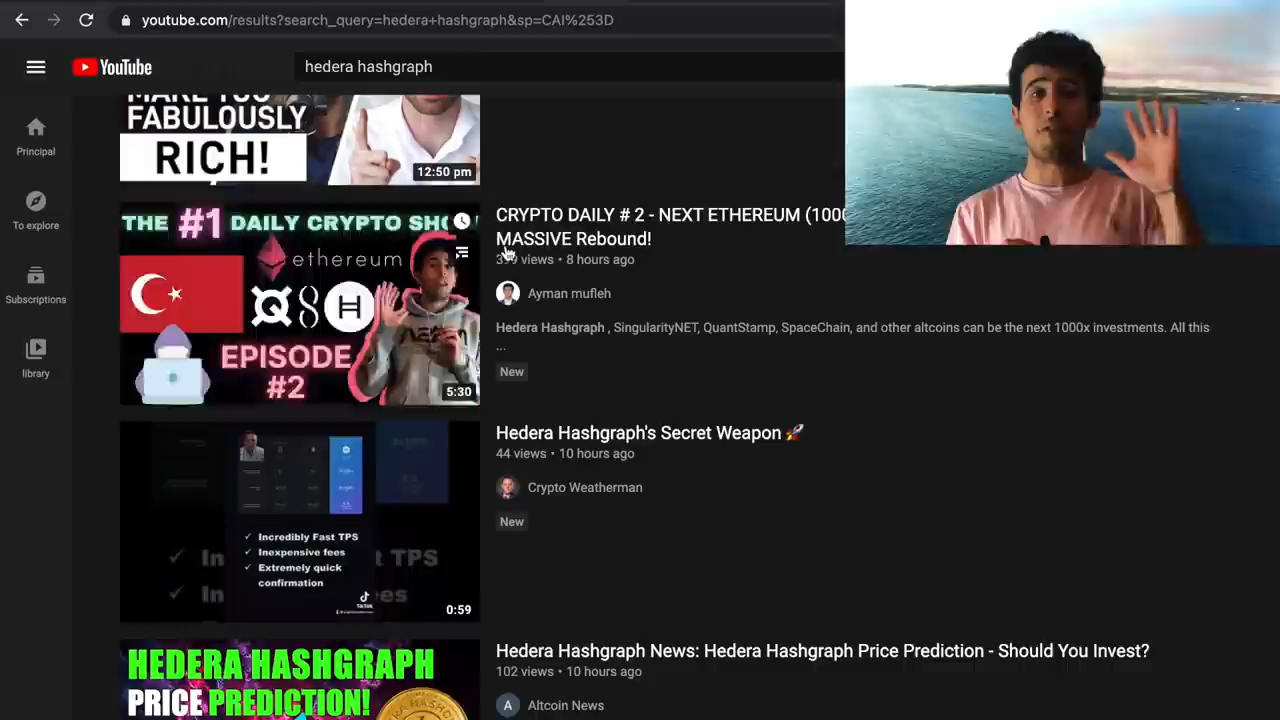 youtube.com/results?search_query=hedera+hashgraph&sp=CAI%253D
YouTube
hedera hashgraph
Principal
To explore
Subscriptions
library
MAKE YOU
FABULOUSLY
RICH!
12:50 pm
THE #1 DAILY CRYPTO SHO
ethereum
H
EPISODE
#2
5:30
CRYPTO DAILY # 2 - NEXT ETHEREUM (100
MASSIVE Rebound!
views • 8 hours ago
Ayman mufleh
Hedera Hashgraph , SingularityNET, QuantStamp, SpaceChain, and other altcoins can be the next 1000x investments. All this
...
New
✓ Incredibly Fast TPS
✓ Inexpensive fees
✓ Extremely quick
confirmation
TikTok
0:59
Hedera Hashgraph's Secret Weapon 🚀
44 views • 10 hours ago
Crypto Weatherman
New
HEDERA HASHGRAPH
PRICE PREDICTION!
Hedera Hashgraph News: Hedera Hashgraph Price Prediction - Should You Invest?
102 views • 10 hours ago
A
Altcoin News